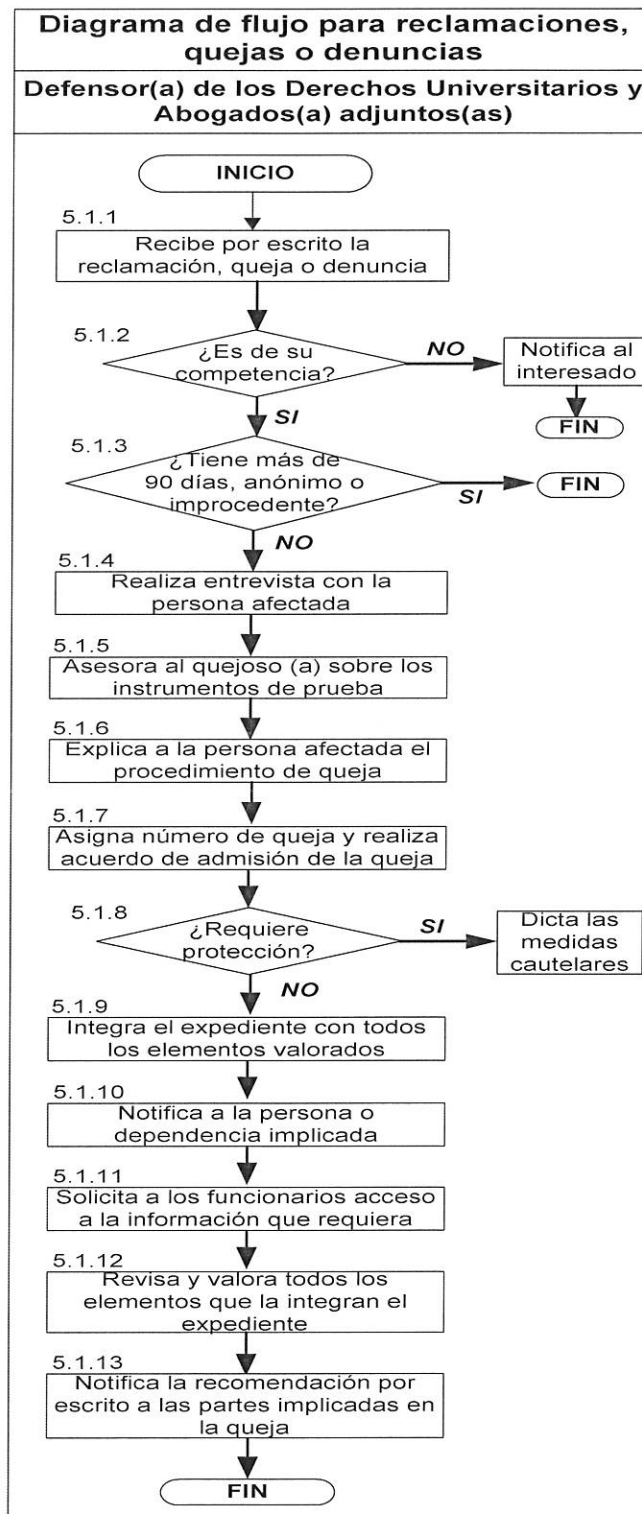 Diagrama de flujo para reclamaciones,
quejas o denuncias
Defensor(a) de los Derechos Universitarios y
Abogados(a) adjuntos(as)
INICIO
5.1.1
Recibe por escrito la
reclamación, queja o denuncia
5.1.2
¿Es de su
competencia?
NO
Notifica al
interesado
FIN
SI
5.1.3
¿Tiene más de
90 días, anónimo o
improcedente?
SI
FIN
NO
5.1.4
Realiza entrevista con la
persona afectada
5.1.5
Asesora al quejoso (a) sobre los
instrumentos de prueba
5.1.6
Explica a la persona afectada el
procedimiento de queja
5.1.7
Asigna número de queja y realiza
acuerdo de admisión de la queja
5.1.8
¿Requiere
protección?
SI
Dicta las
medidas
cautelares
NO
5.1.9
Integra el expediente con todos
los elementos valorados
5.1.10
Notifica a la persona o
dependencia implicada
5.1.11
Solicita a los funcionarios acceso
a la información que requiera
5.1.12
Revisa y valora todos los
elementos que la integran el
expediente
5.1.13
Notifica la recomendación por
escrito a las partes implicadas en
la queja
FIN